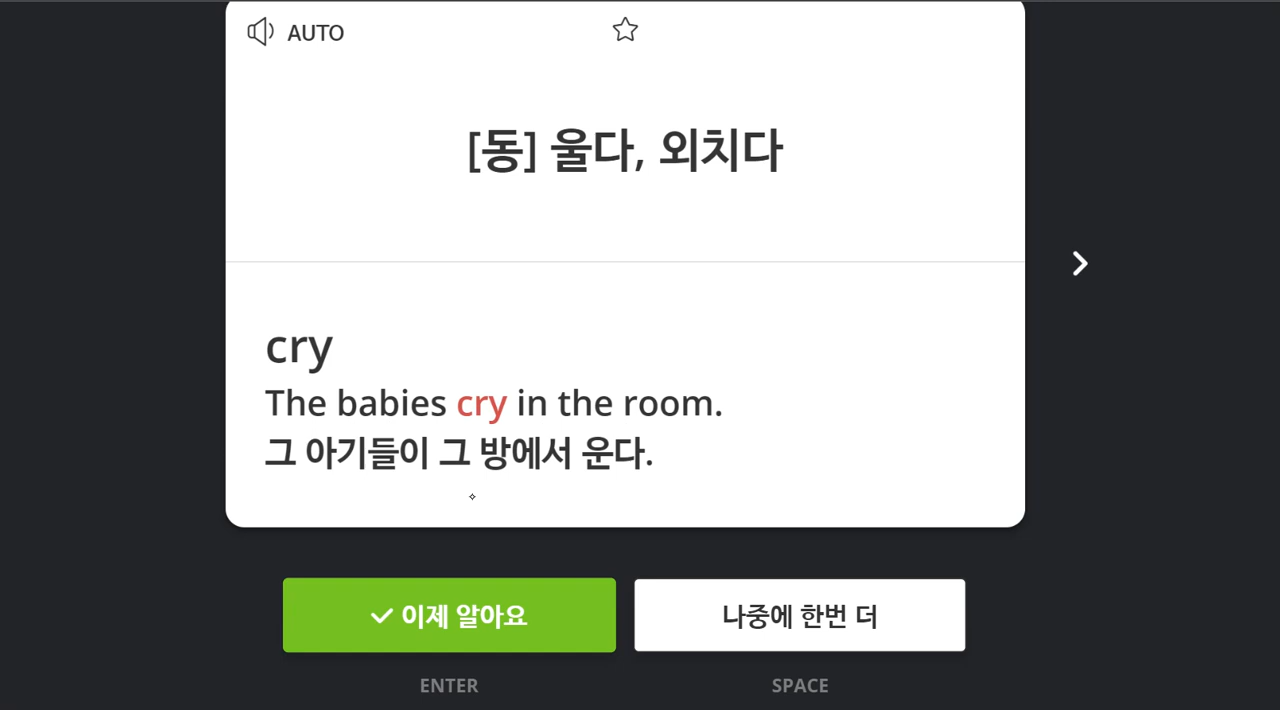 AUTO
[동] 울다, 외치다
cry
The babies cry in the room.
그 아기들이 그 방에서 운다.
이제 알아요
나중에 한번 더
ENTER
SPACE